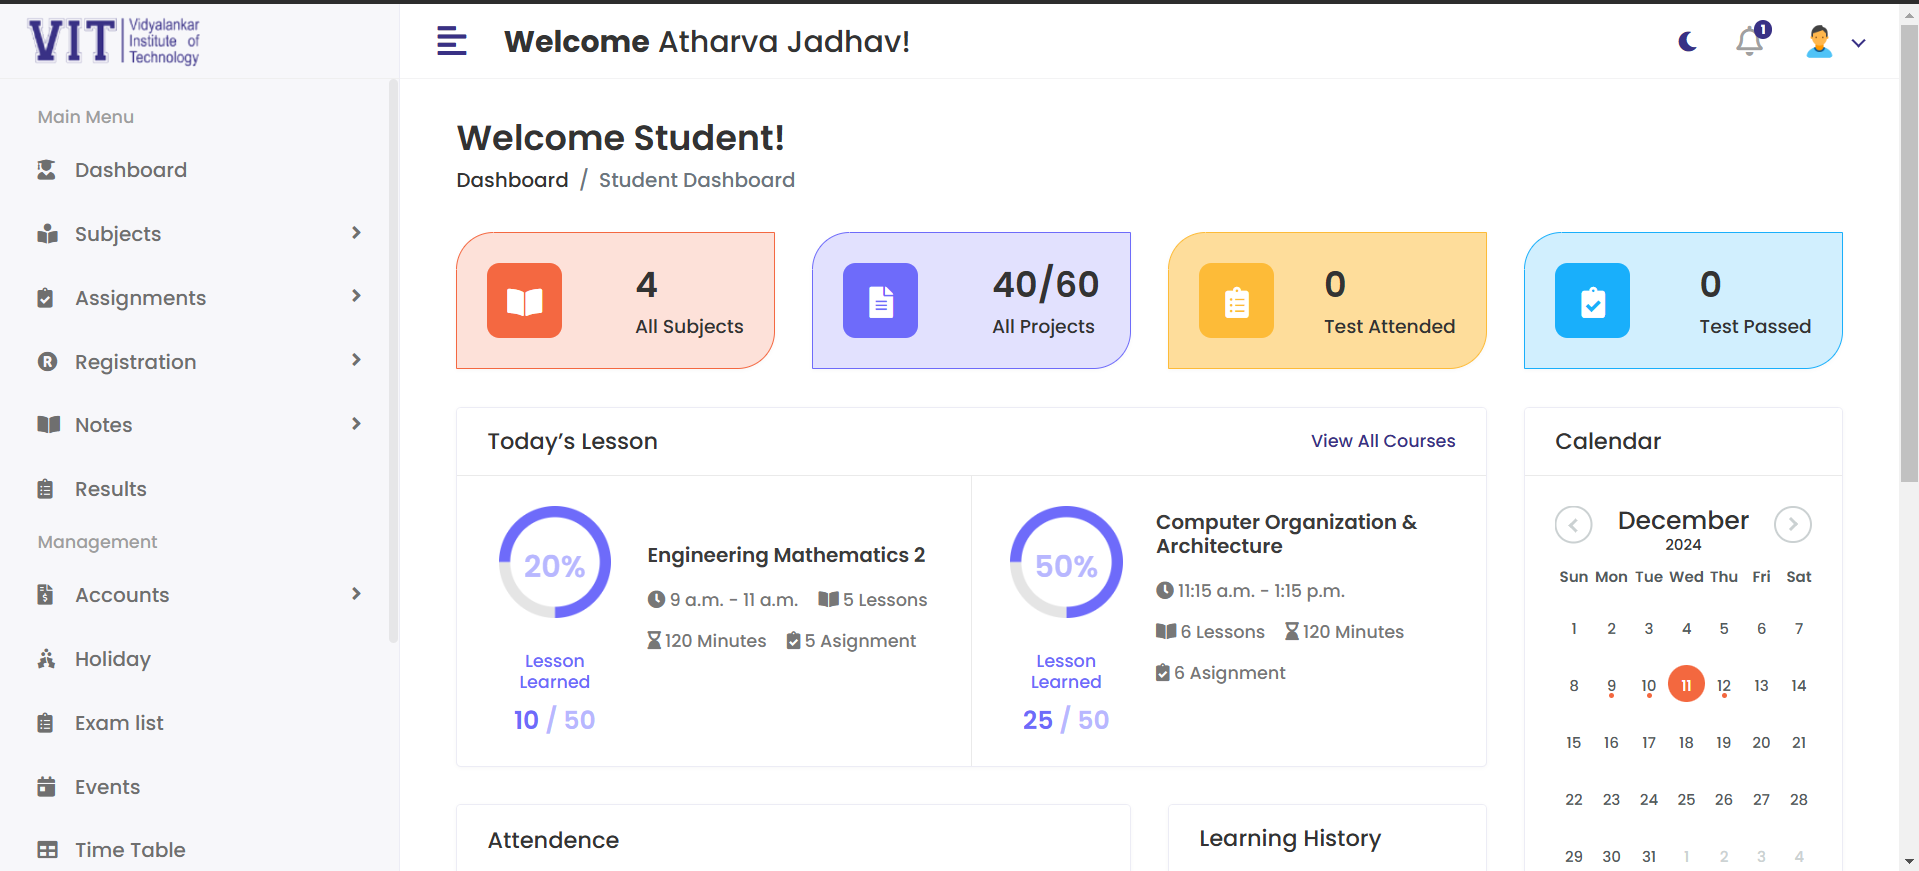 VIT Vidyalankar
Institute of
Technology
Welcome Atharva Jadhav!
1
Main Menu
Dashboard
Subjects
Assignments
Registration
Notes
Results
Management
Accounts
Holiday
Exam list
Events
Time Table
Welcome Student!
Dashboard / Student Dashboard
4
All Subjects
40/60
All Projects
0
Test Attended
0
Test Passed
Today’s Lesson
View All Courses
20%
Lesson
Learned
10 / 50
Engineering Mathematics 2
9 a.m. - 11 a.m. 5 Lessons
120 Minutes 5 Asignment
50%
Lesson
Learned
25 / 50
Computer Organization &
Architecture
11:15 a.m. - 1:15 p.m.
6 Lessons 120 Minutes
6 Asignment
Calendar
December
2024
Sun Mon Tue Wed Thu Fri Sat
1 2 3 4 5 6 7
8 9 10 11 12 13 14
15 16 17 18 19 20 21
22 23 24 25 26 27 28
29 30 31 1 2 3 4
Attendence
Learning History